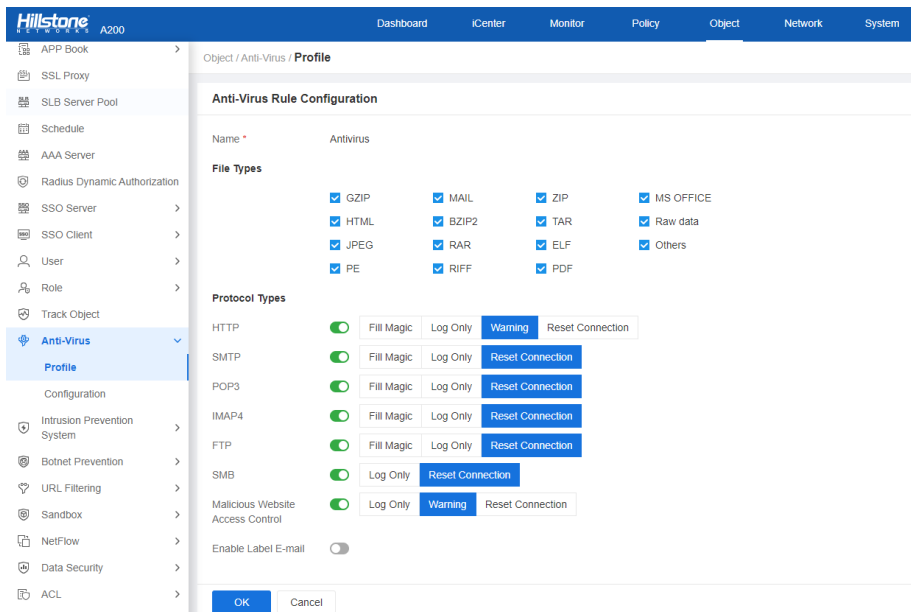 Hillstone
NETWORKS
A200
Dashboard
iCenter
Monitor
Policy
Object
Network
System
APP Book
SSL Proxy
SLB Server Pool
Schedule
AAA Server
Radius Dynamic Authorization
SSO Server
SSO Client
User
Role
Track Object
Anti-Virus
Profile
Configuration
Intrusion Prevention
System
Botnet Prevention
URL Filtering
Sandbox
NetFlow
Data Security
ACL
Object / Anti-Virus / Profile
Anti-Virus Rule Configuration
Name * Antivirus
File Types
GZIP MAIL ZIP MS OFFICE
HTML BZIP2 TAR Raw data
JPEG RAR ELF Others
PE RIFF PDF
Protocol Types
HTTP Fill Magic Log Only Warning Reset Connection
SMTP Fill Magic Log Only Reset Connection
POP3 Fill Magic Log Only Reset Connection
IMAP4 Fill Magic Log Only Reset Connection
FTP Fill Magic Log Only Reset Connection
SMB Log Only Reset Connection
Malicious Website Log Only Warning Reset Connection
Access Control
Enable Label E-mail
OK Cancel